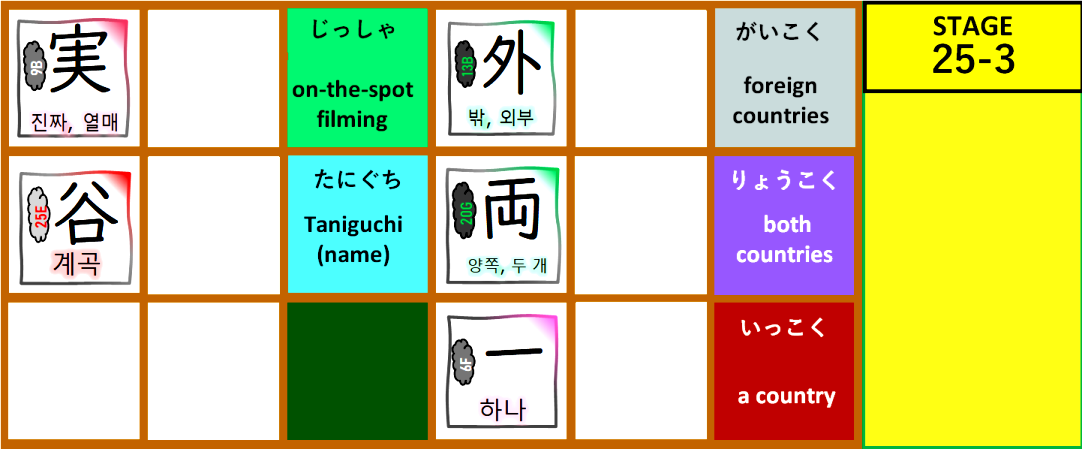 実
9B
진짜, 열매
じっしゃ
on-the-spot
filming
外
13B
밖, 외부
がいこく
foreign
countries
STAGE
25-3
谷
25E
계곡
たにぐち
Taniguchi
(name)
両
20G
양쪽, 두 개
りょうこく
both
countries
一
6F
하나
いっこく
a country